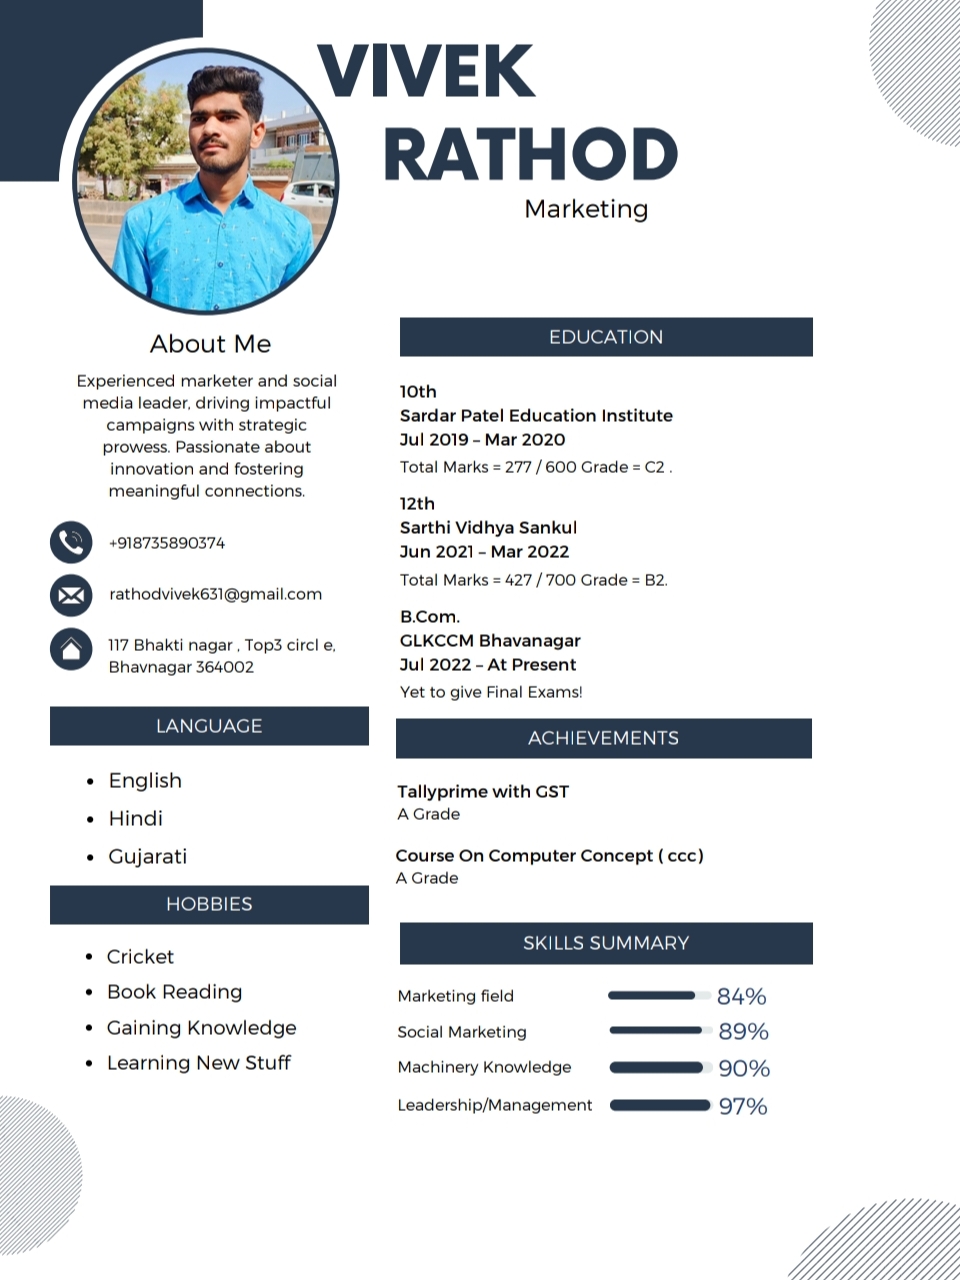 VIVEK
RATHOD
Marketing
About Me
Experienced marketer and social
media leader, driving impactful
campaigns with strategic
prowess. Passionate about
innovation and fostering
meaningful connections.
+918735890374
rathodvivek631@gmail.com
117 Bhakti nagar , Top3 circl e,
Bhavnagar 364002
LANGUAGE
• English
• Hindi
• Gujarati
HOBBIES
• Cricket
• Book Reading
• Gaining Knowledge
• Learning New Stuff
EDUCATION
10th
Sardar Patel Education Institute
Jul 2019 – Mar 2020
Total Marks = 277 / 600 Grade = C2 .
12th
Sarthi Vidhya Sankul
Jun 2021 – Mar 2022
Total Marks = 427 / 700 Grade = B2.
B.Com.
GLKCCM Bhavanagar
Jul 2022 – At Present
Yet to give Final Exams!
ACHIEVEMENTS
Tallyprime with GST
A Grade
Course On Computer Concept ( ccc)
A Grade
SKILLS SUMMARY
Marketing field 84%
Social Marketing 89%
Machinery Knowledge 90%
Leadership/Management 97%